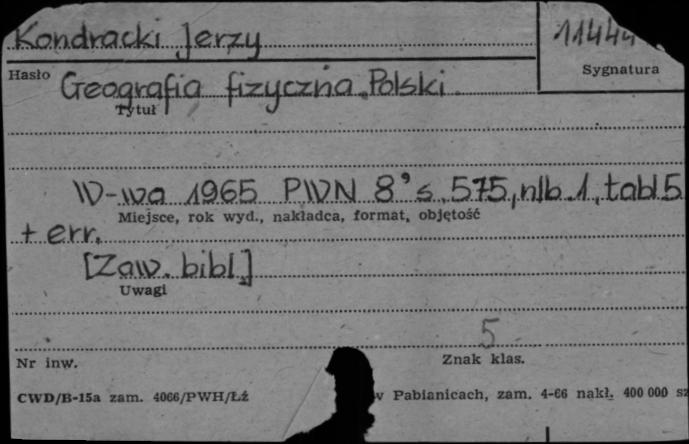 Kondracki Jerzy
Hasło
Sygnatura
Geografia fizyczna Polski.
Tytuł
W-wa 1965 PWN 8° s. 575, nlb. 1, tabl 5
Miejsce, rok wyd., nakładca, format, objętość
+ err.
[Zaw. bibl.]
Uwagi
5
Nr inw. Znak klas.
CWD/B-15a zam. 4066/PWH/Łź w Pabianicach, zam. 4-66 nakł. 400 000